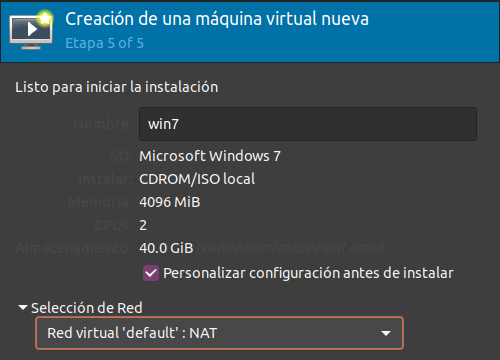 Creación de una máquina virtual nueva
Etapa 5 of 5
Listo para iniciar la instalación
Nombre: win7
SO: Microsoft Windows 7
Instalar: CDROM/ISO local
Memoria: 4096 MiB
CPUs: 2
Almacenamiento: 40.0 GiB /var/lib/libvirt/images/win7.qcow2
Personalizar configuración antes de instalar
Selección de Red
Red virtual 'default' : NAT